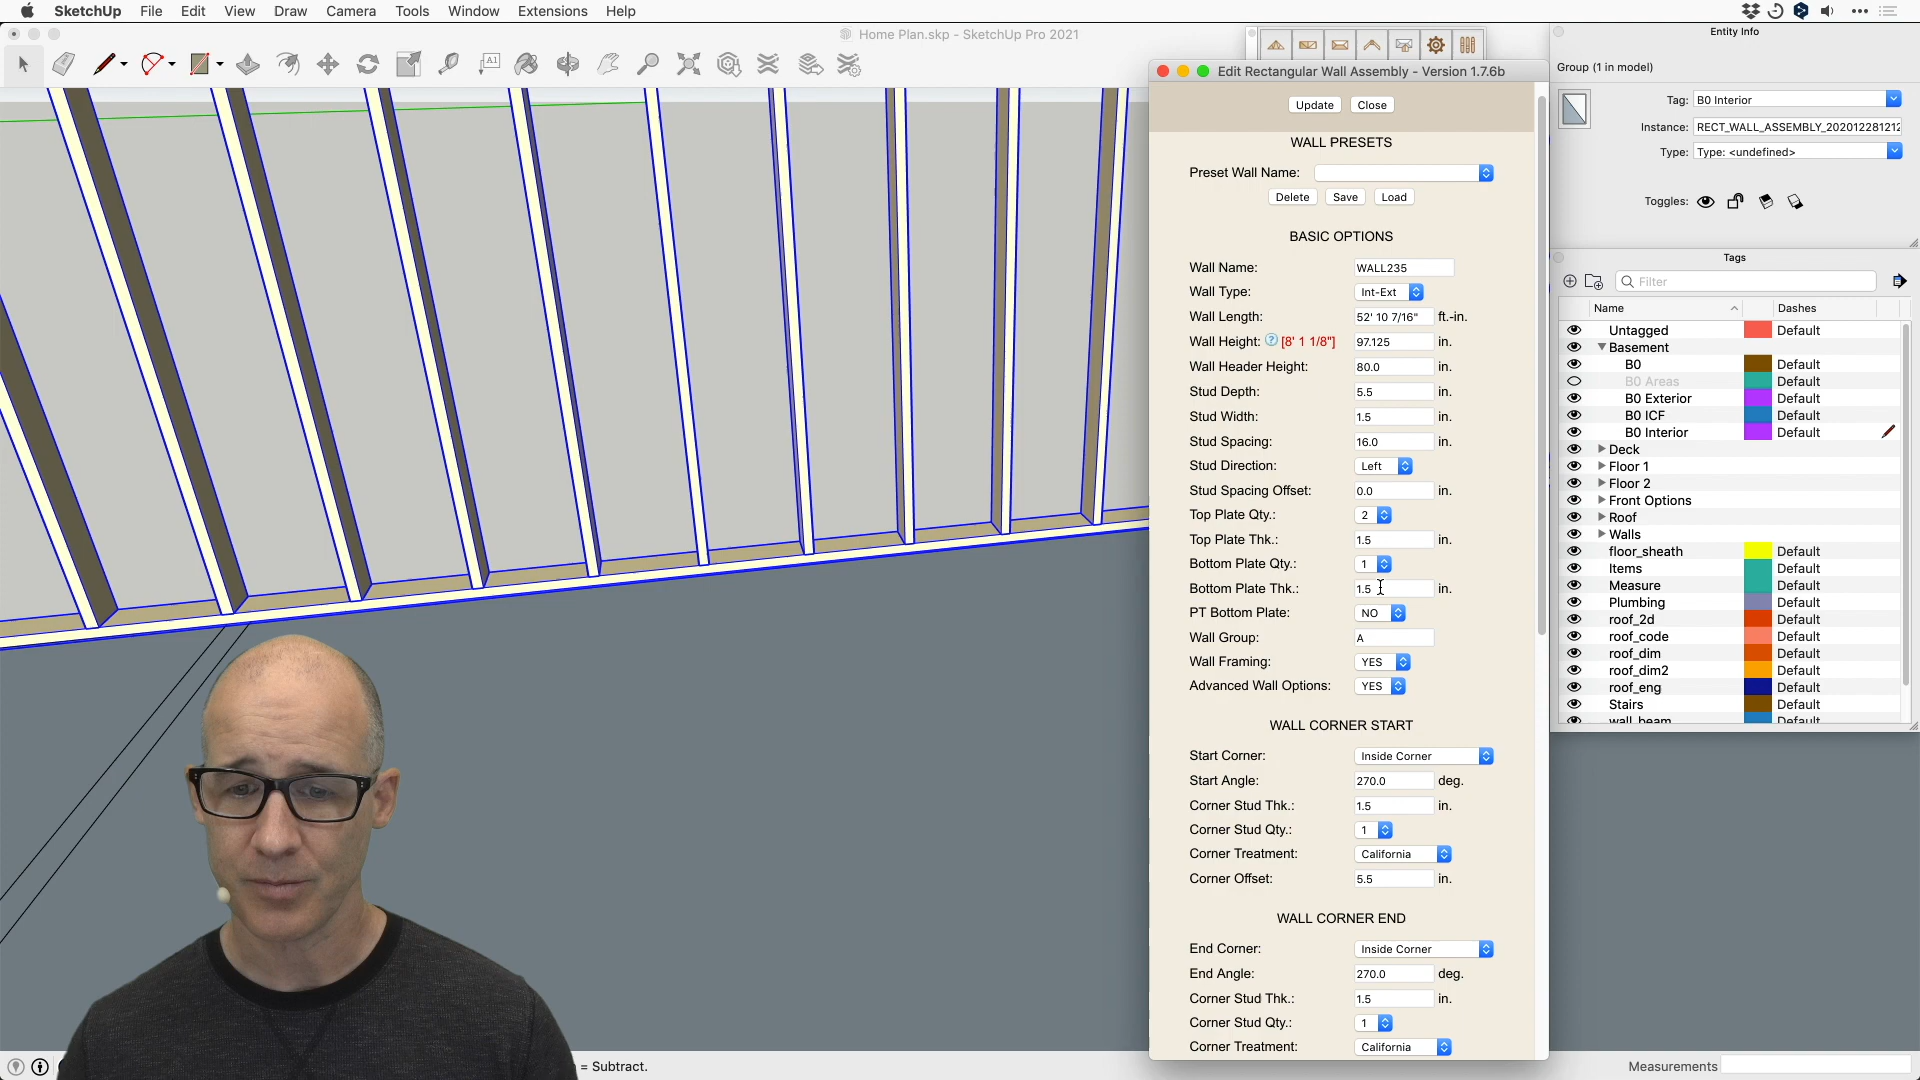 SketchUp File Edit View Draw Camera Tools Window Extensions Help
Home Plan.skp - SketchUp Pro 2021
A1
Edit Rectangular Wall Assembly - Version 1.7.6b
Update Close
WALL PRESETS
Preset Wall Name:
Delete Save Load
BASIC OPTIONS
Wall Name: WALL235
Wall Type: Int-Ext
Wall Length: 52' 10 7/16" ft.-in.
Wall Height: ? [8' 1 1/8"] 97.125 in.
Wall Header Height: 80.0 in.
Stud Depth: 5.5 in.
Stud Width: 1.5 in.
Stud Spacing: 16.0 in.
Stud Direction: Left
Stud Spacing Offset: 0.0 in.
Top Plate Qty.: 2
Top Plate Thk.: 1.5 in.
Bottom Plate Qty.: 1
Bottom Plate Thk.: 1.5 in.
PT Bottom Plate: NO
Wall Group: A
Wall Framing: YES
Advanced Wall Options: YES
WALL CORNER START
Start Corner: Inside Corner
Start Angle: 270.0 deg.
Corner Stud Thk.: 1.5 in.
Corner Stud Qty.: 1
Corner Treatment: California
Corner Offset: 5.5 in.
WALL CORNER END
End Corner: Inside Corner
End Angle: 270.0 deg.
Corner Stud Thk.: 1.5 in.
Corner Stud Qty.: 1
Corner Treatment: California
Entity Info
Group (1 in model)
Tag: B0 Interior
Instance: RECT_WALL_ASSEMBLY_202012281212
Type: Type: <undefined>
Toggles:
Tags
Filter
Name Dashes
Untagged Default
Basement
B0 Default
B0 Areas Default
B0 Exterior Default
B0 ICF Default
B0 Interior Default
Deck
Floor 1
Floor 2
Front Options
Roof
Walls
floor_sheath Default
Items Default
Measure Default
Plumbing Default
roof_2d Default
roof_code Default
roof_dim Default
roof_dim2 Default
roof_eng Default
Stairs Default
wall_beam Default
= Subtract.
Measurements